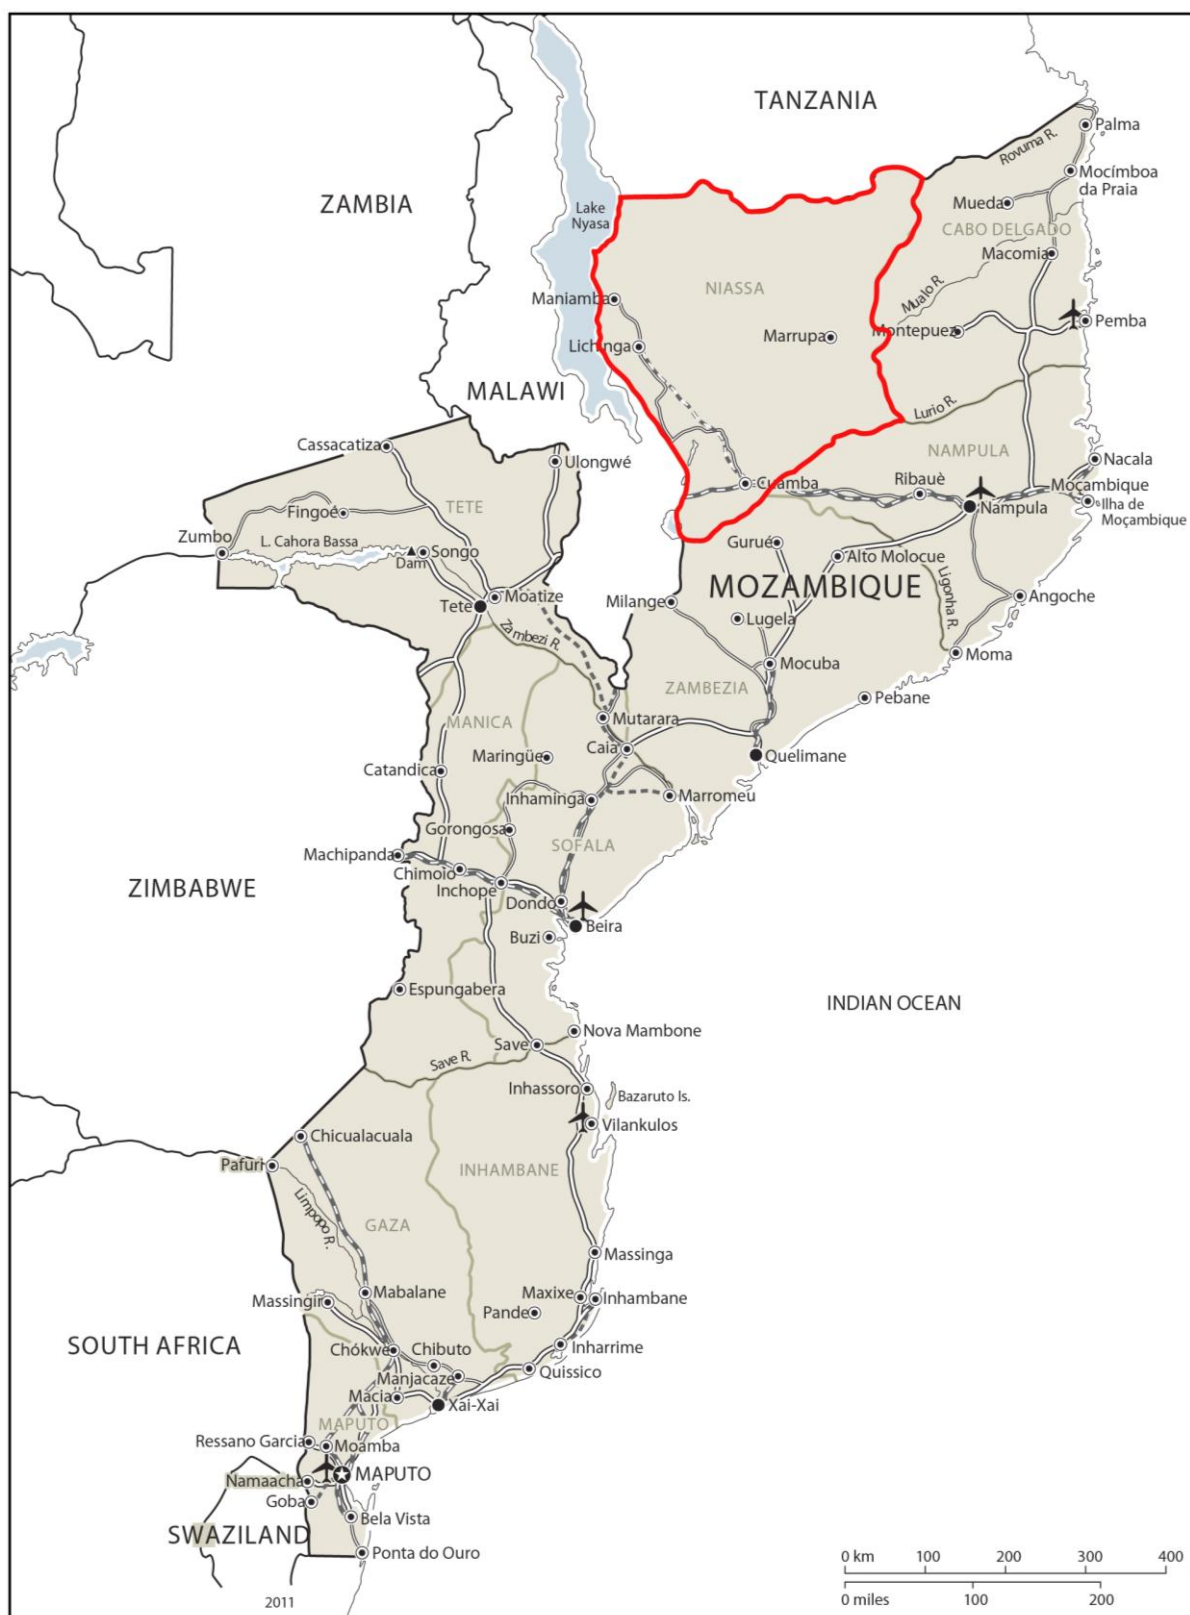 TANZANIA
Palma
Rovuma R.
Mocímboa
da Praia
ZAMBIA
Lake
Nyasa
Mueda
CABO DELGADO
Macomia
NIASSA
Mualo R.
Maniamba
Pemba
Montepuez
Marrupa
Lichinga
MALAWI
Lurio R.
Cassacatiza
NAMPULA
Nacala
Ulongwé
Cuamba
Ribauè
Moçambique
Ilha de
Moçambique
TETE
Fingoé
Nampula
Zumbo
L. Cahora Bassa
Songo
Dam
Gurué
Alto Molocue
MOZAMBIQUE
Ligonha R.
Moatize
Tete
Milange
Angoche
Lugela
Zambezi R.
Moma
Mocuba
ZAMBEZIA
Pebane
MANICA
Mutarara
Maringüe
Caia
Quelimane
Catandica
Inhaminga
Marromeu
Gorongosa
SOFALA
Machipanda
Chimoio
Inchope
ZIMBABWE
Dondo
Beira
Buzi
Espungabera
INDIAN OCEAN
Nova Mambone
Save
Save R.
Inhassoro
Bazaruto Is.
Vilankulos
Chicualacuala
Pafuri
INHAMBANE
Limpopo R.
GAZA
Massinga
Mabalane
Maxixe
Inhambane
Massingir
Pande
SOUTH AFRICA
Chókwe
Chibuto
Inharrime
Manjacaze
Quissico
Macia
Xai-Xai
MAPUTO
Ressano Garcia
Moamba
MAPUTO
Namaacha
Goba
Bela Vista
SWAZILAND
Ponta do Ouro
0 km 100 200 300 400
0 miles 100 200
2011